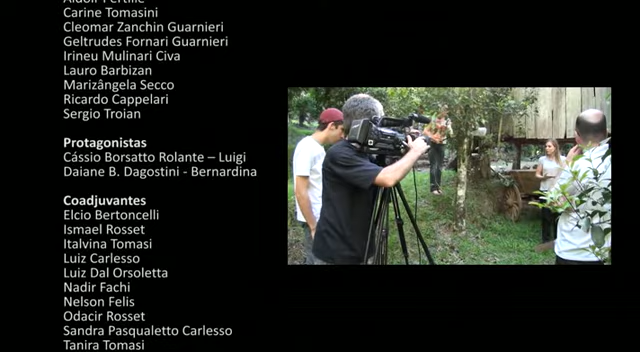 Carine Tomasini
Cleomar Zanchin Guarnieri
Geltrudes Fornari Guarnieri
Irineu Mulinari Civa
Lauro Barbizan
Marizângela Secco
Ricardo Cappelari
Sergio Troian
Protagonistas
Cássio Borsatto Rolante – Luigi
Daiane B. Dagostini - Bernardina
Coadjuvantes
Elcio Bertoncelli
Ismael Rosset
Italvina Tomasi
Luiz Carlesso
Luiz Dal Orsoletta
Nadir Fachi
Nelson Felis
Odacir Rosset
Sandra Pasqualetto Carlesso
Tanira Tomasi